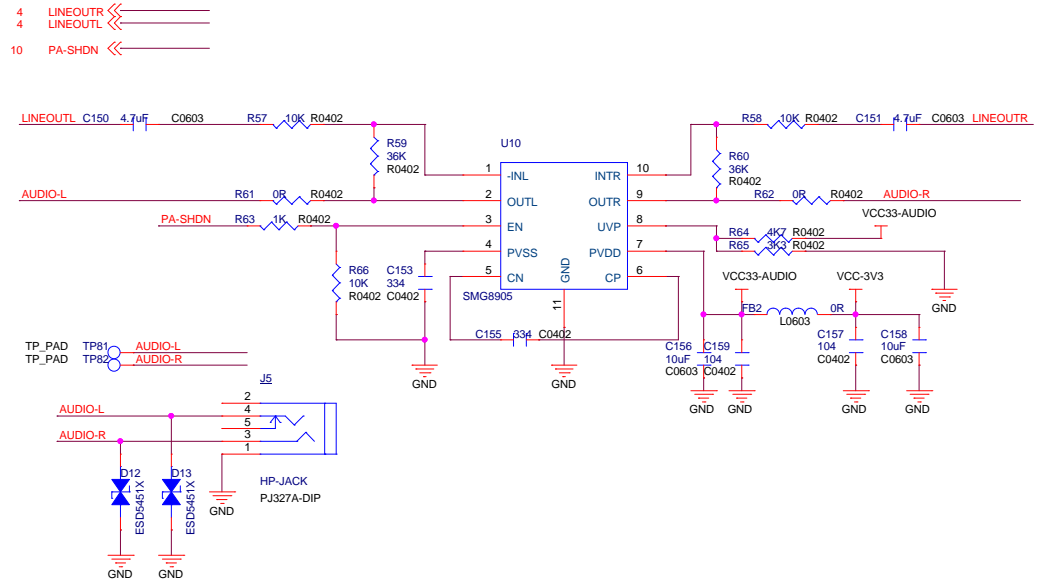 4 LINEOUTR
4 LINEOUTL
10 PA-SHDN
LINEOUTL C150 4.7uF C0603 R57 10K R0402
R58 10K R0402 C151 4.7uF C0603 LINEOUTR
R59
36K
R0402
U10
R60
36K
R0402
1 -INL INTR 10
2 OUTL OUTR 9
3 EN UVP 8
4 PVSS PVDD 7
5 CN GND CP 6
11
SMG8905
AUDIO-L R61 0R R0402
R62 0R R0402 AUDIO-R
PA-SHDN R63 1K R0402
VCC33-AUDIO
R64 4K7 R0402
R65 3K3 R0402
GND
R66
10K
R0402
C153
334
C0402
GND
C155 334 C0402
GND
VCC33-AUDIO VCC-3V3
FB2 0R
L0603
C156
10uF
C0603
C159
104
C0402
C157
104
C0402
C158
10uF
C0603
GND GND GND GND
TP_PAD TP81 AUDIO-L
TP_PAD TP82 AUDIO-R
J5
2
AUDIO-L 4
5
AUDIO-R 3
1
HP-JACK
PJ327A-DIP
GND
D12
ESD5451X
D13
ESD5451X
GND GND